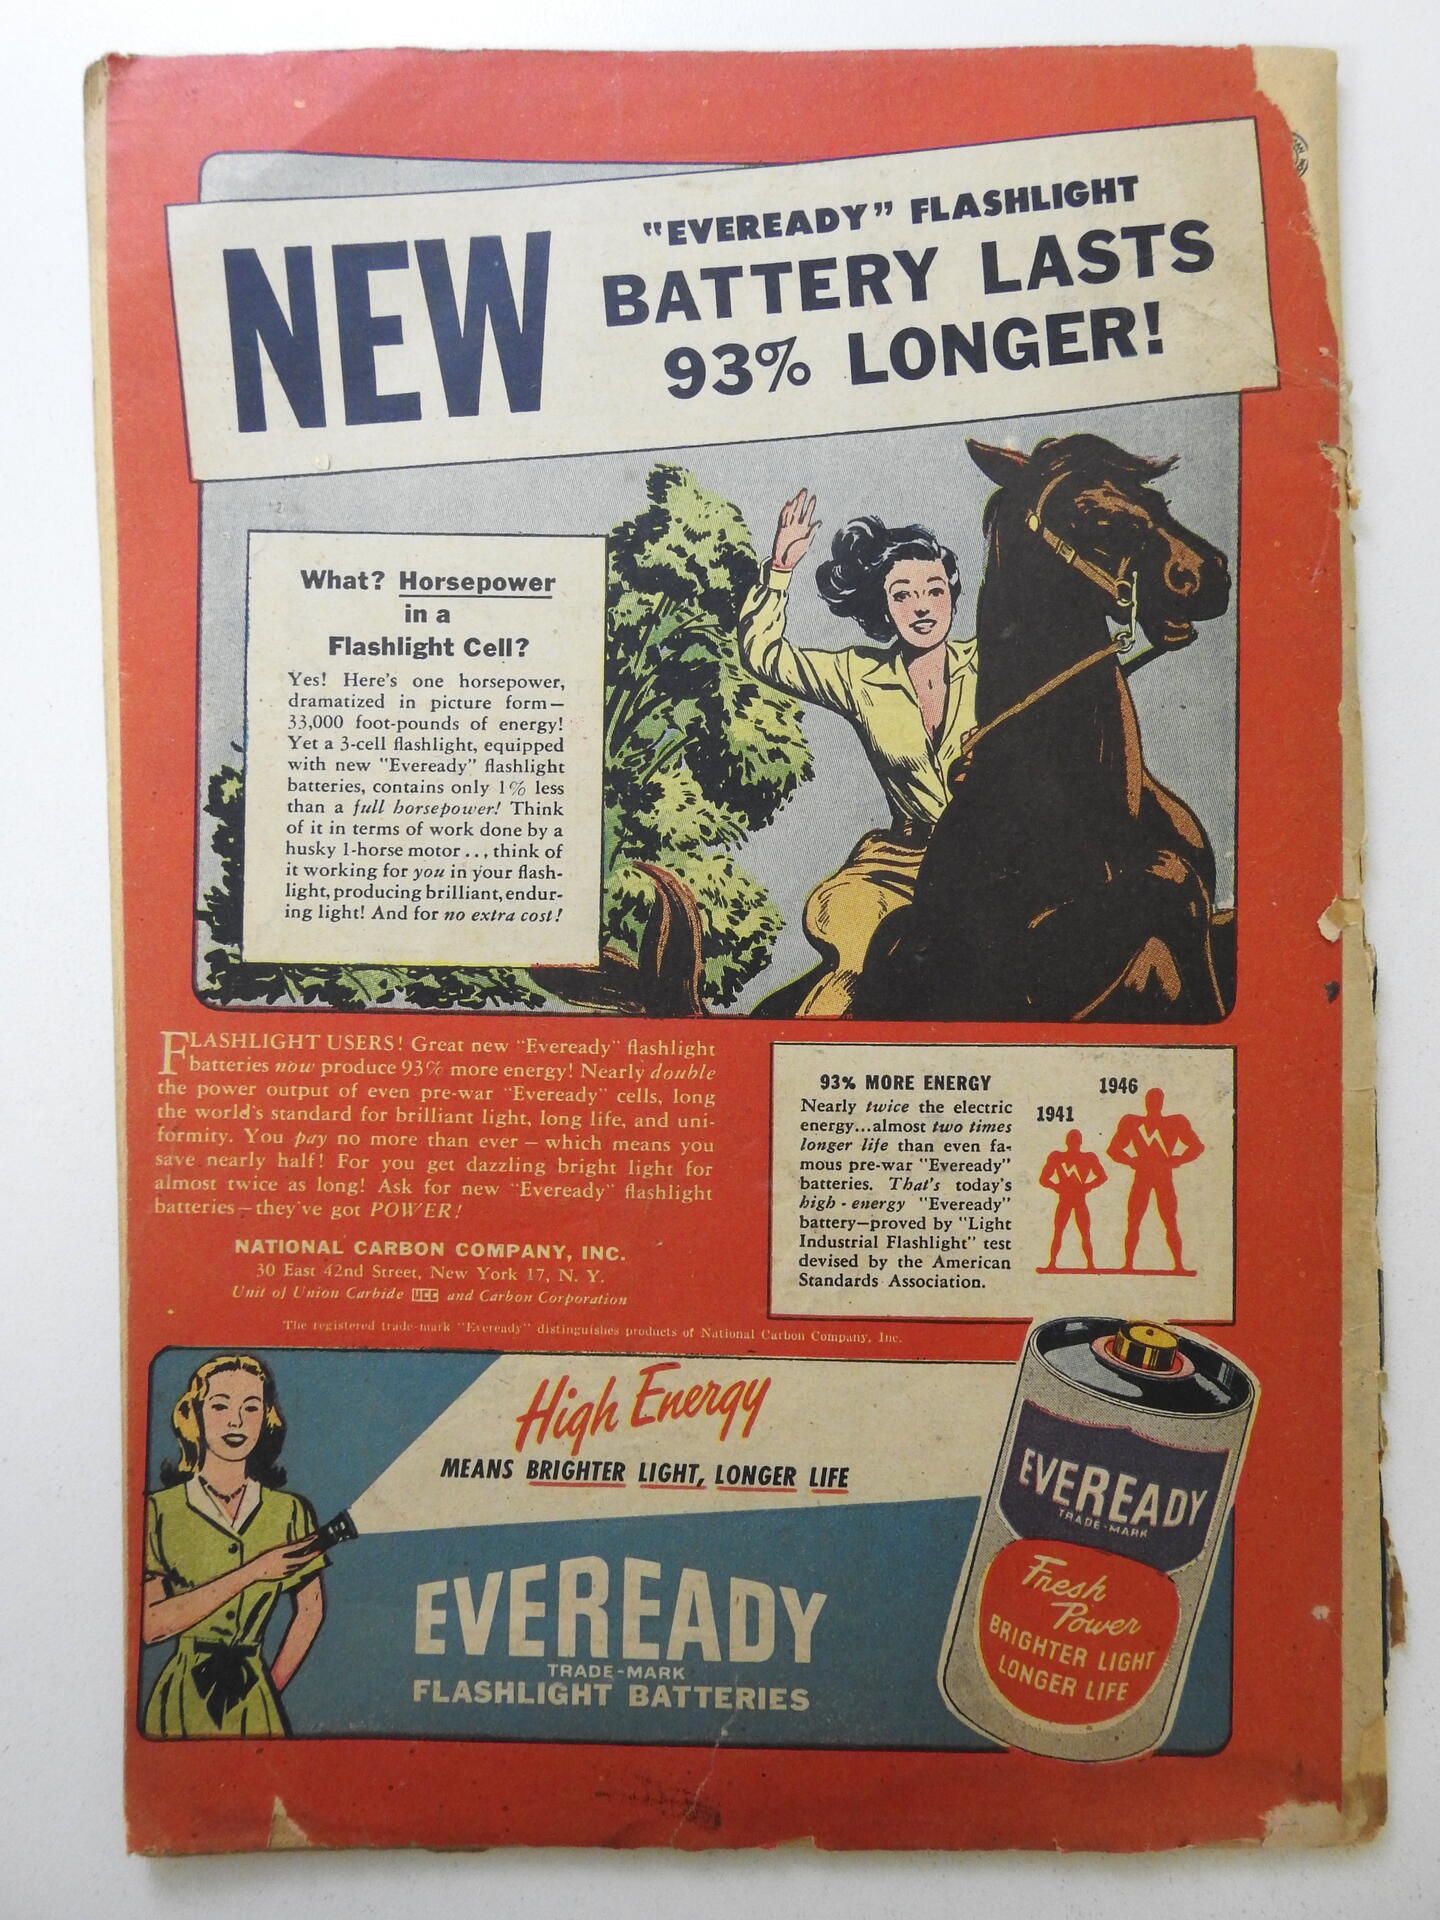 NEW
"EVEREADY" FLASHLIGHT
BATTERY LASTS
93% LONGER!
What? Horsepower
in a
Flashlight Cell?
Yes! Here's one horsepower,
dramatized in picture form—
33,000 foot-pounds of energy!
Yet a 3-cell flashlight, equipped
with new "Eveready" flashlight
batteries, contains only 1% less
than a full horsepower! Think
of it in terms of work done by a
husky 1-horse motor..., think of
it working for you in your flash-
light, producing brilliant, endur-
ing light! And for no extra cost!
FLASHLIGHT USERS! Great new "Eveready" flashlight
batteries now produce 93% more energy! Nearly double
the power output of even pre-war "Eveready" cells, long
the world's standard for brilliant light, long life, and uni-
formity. You pay no more than ever — which means you
save nearly half! For you get dazzling bright light for
almost twice as long! Ask for new "Eveready" flashlight
batteries—they've got POWER!
NATIONAL CARBON COMPANY, INC.
30 East 42nd Street, New York 17, N. Y.
Unit of Union Carbide UCC and Carbon Corporation
The registered trade-mark "Eveready" distinguishes products of National Carbon Company, Inc.
93% MORE ENERGY
Nearly twice the electric
energy...almost two times
longer life than even fa-
mous pre-war "Eveready"
batteries. That's today's
high-energy "Eveready"
battery—proved by "Light
Industrial Flashlight" test
devised by the American
Standards Association.
1941
1946
High Energy
MEANS BRIGHTER LIGHT, LONGER LIFE
EVEREADY
TRADE-MARK
FLASHLIGHT BATTERIES
EVEREADY
TRADE-MARK
Fresh
Power
BRIGHTER LIGHT
LONGER LIFE